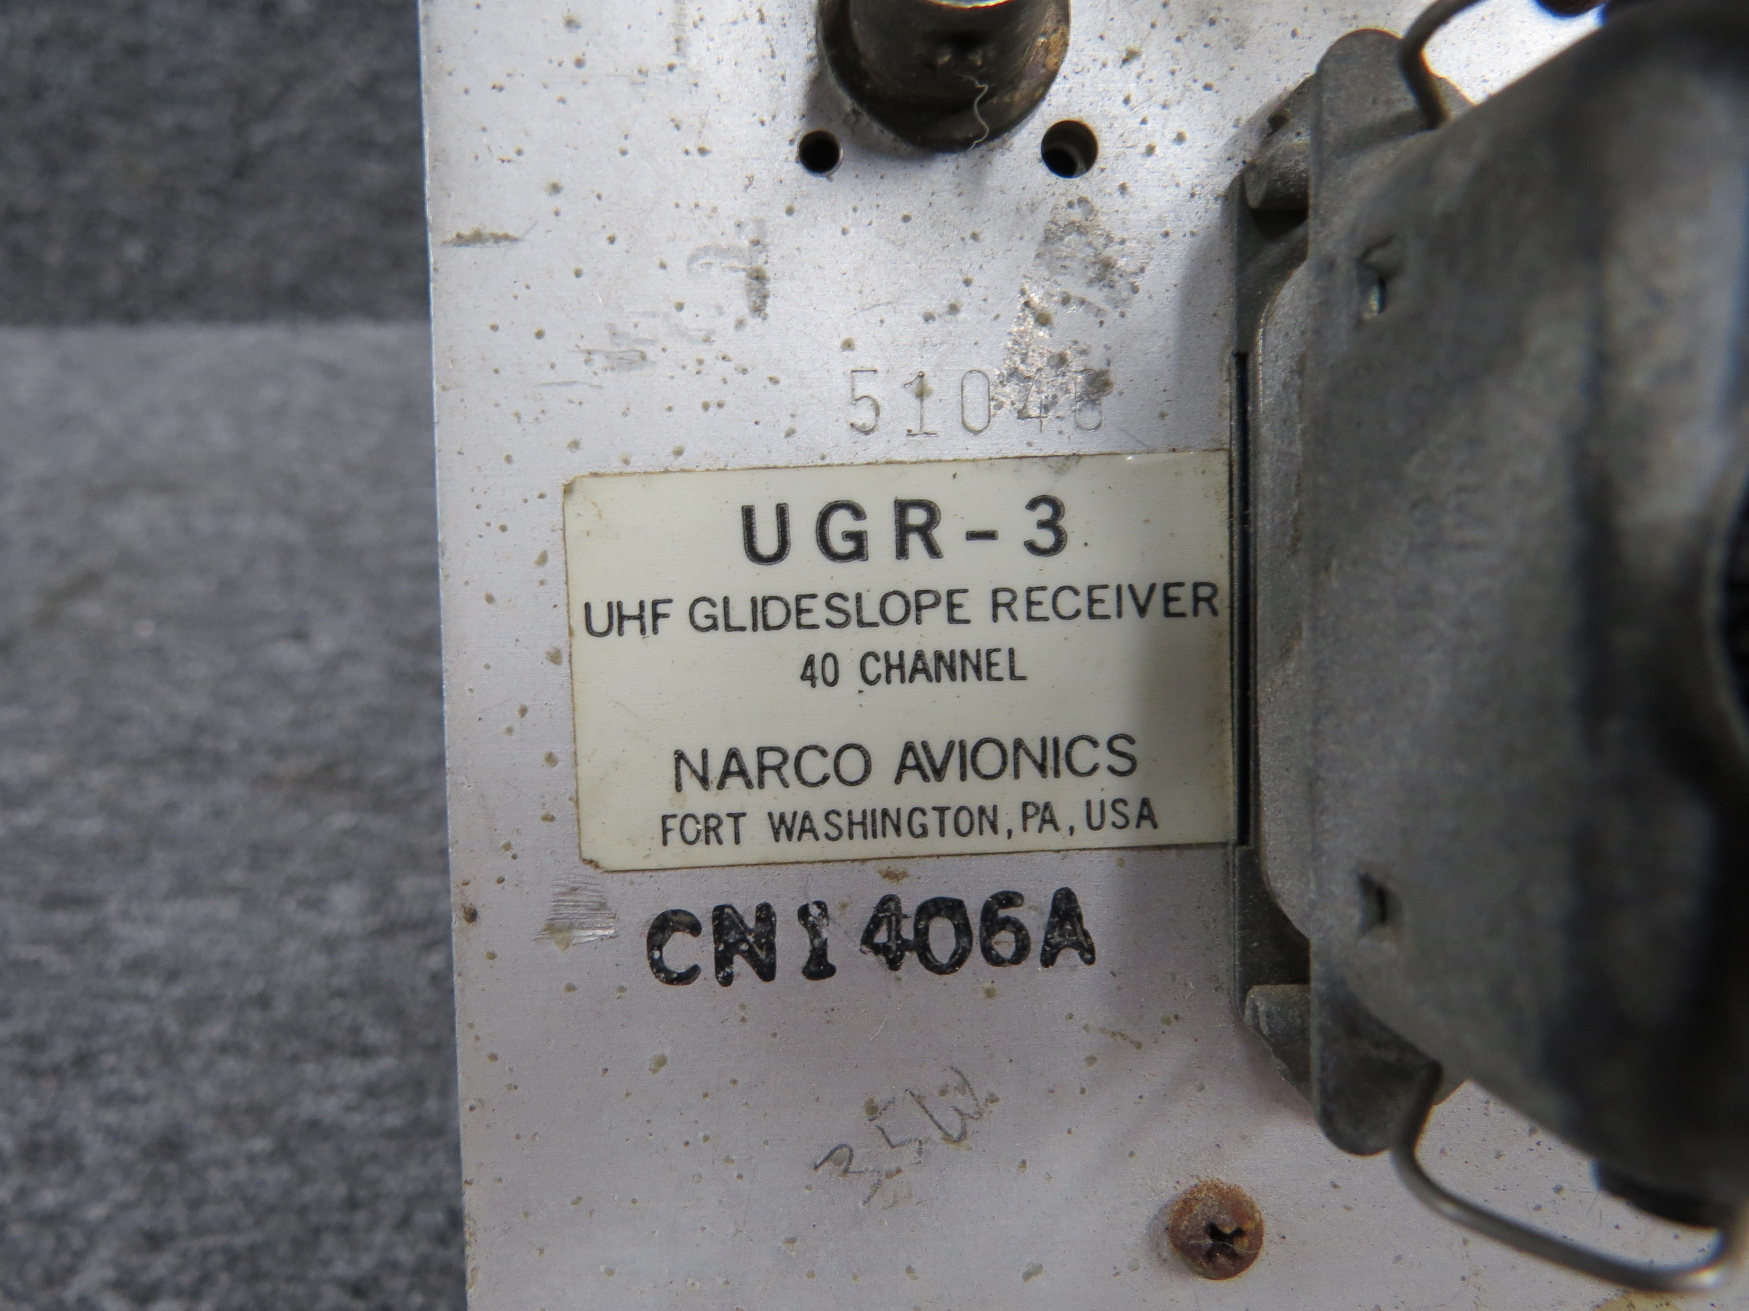 UGR-3
UHF GLIDESLOPE RECEIVER
40 CHANNEL
NARCO AVIONICS
FORT WASHINGTON, PA, USA
CN1406A